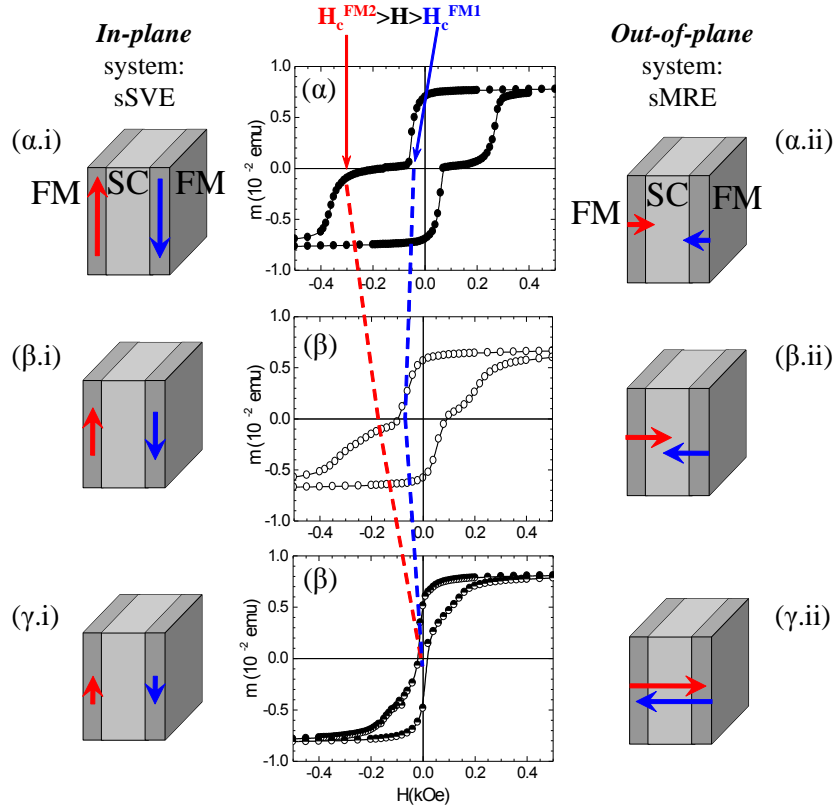 In-plane
system:
sSVE
H_c^FM2>H>H_c^FM1
Out-of-plane
system:
sMRE
(α.i)
FM
SC
FM
(α)
m (10⁻² emu)
1.0
0.5
0.0
-0.5
-1.0
-0.4 -0.2 0.0 0.2 0.4
(α.ii)
FM
SC
FM
(β.i)
(β)
m (10⁻² emu)
1.0
0.5
0.0
-0.5
-1.0
-0.4 -0.2 0.0 0.2 0.4
(β.ii)
(γ.i)
(β)
m (10⁻² emu)
1.0
0.5
0.0
-0.5
-1.0
-0.4 -0.2 0.0 0.2 0.4
H(kOe)
(γ.ii)